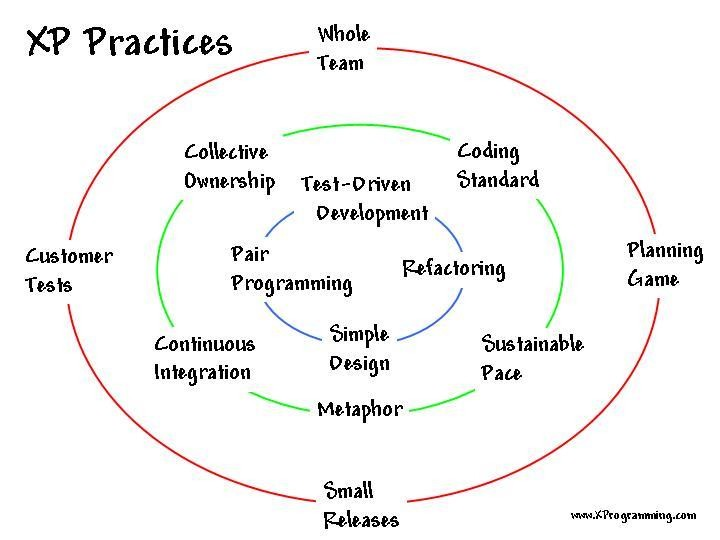 XP Practices
Whole
Team
Collective
Ownership
Coding
Standard
Test-Driven
Development
Customer
Tests
Pair
Programming
Refactoring
Planning
Game
Continuous
Integration
Simple
Design
Sustainable
Pace
Metaphor
Small
Releases
www.XProgramming.com